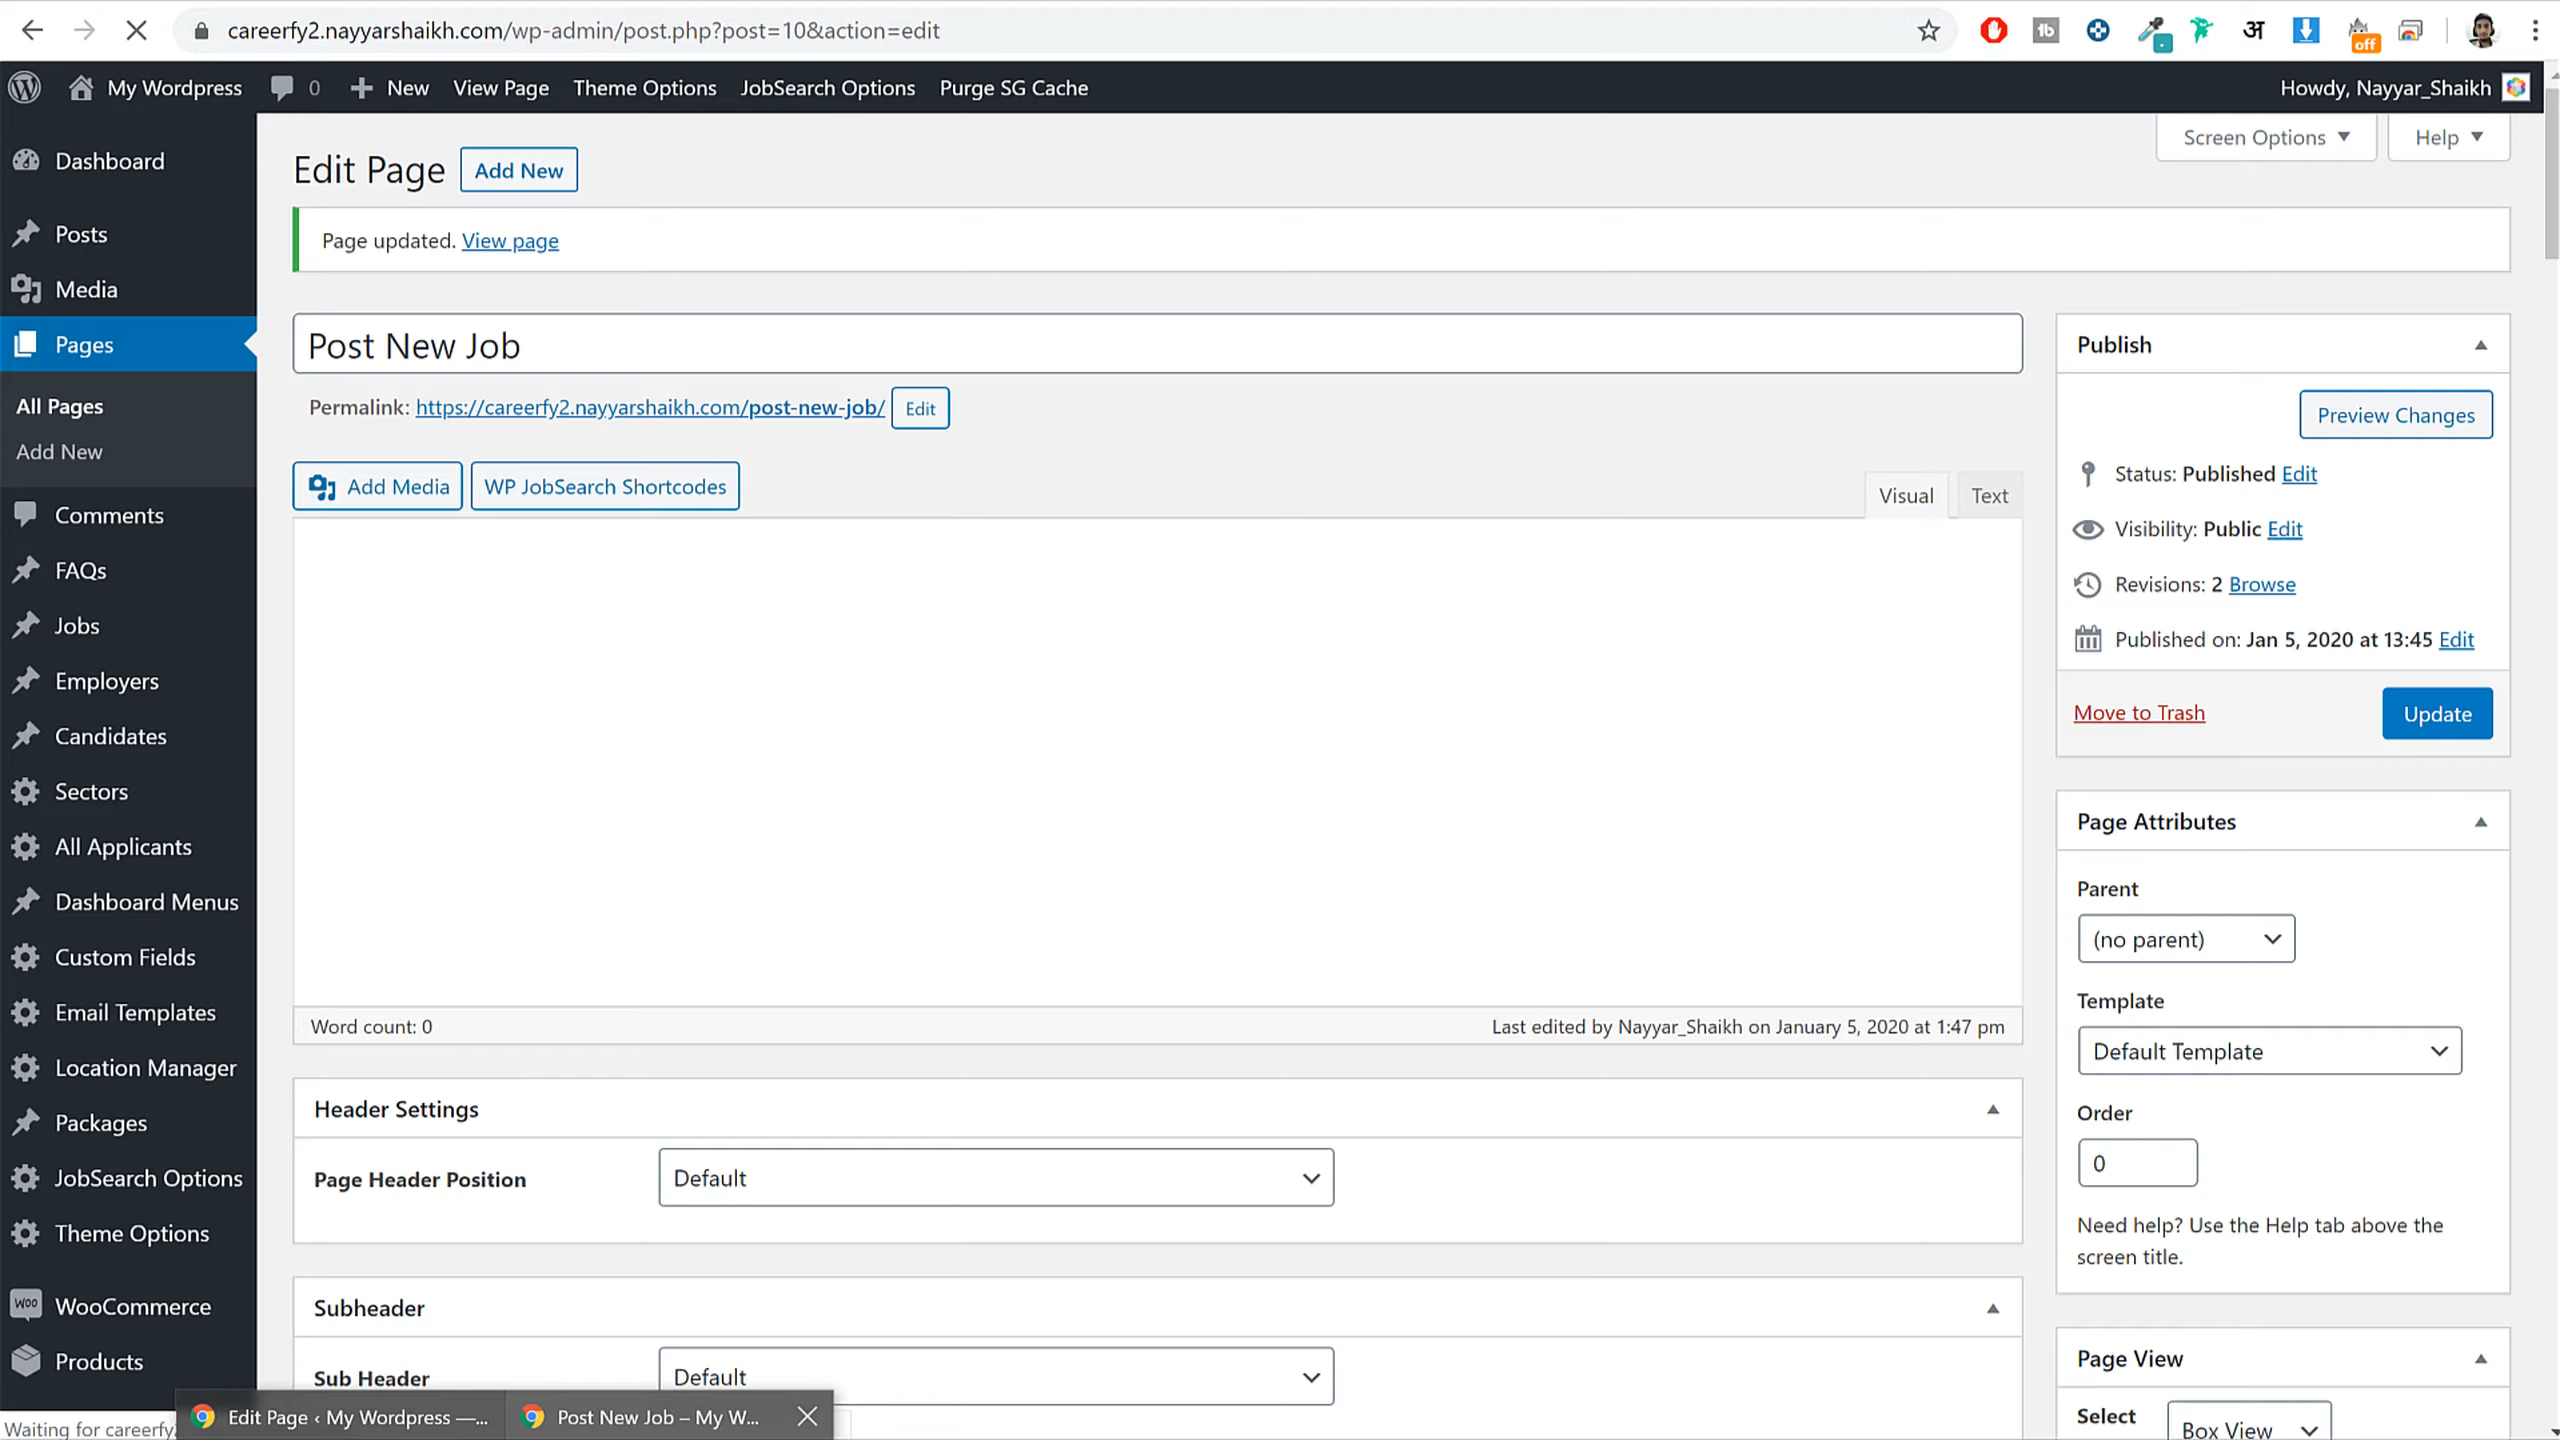 careerfy2.nayyarshaikh.com/wp-admin/post.php?post=10&action=edit
tb
अ
off
My Wordpress 0 New View Page Theme Options JobSearch Options Purge SG Cache Howdy, Nayyar_Shaikh
Screen Options Help
Edit Page Add New
Page updated. View page
Dashboard
Posts
Media
Pages
All Pages
Add New
Comments
FAQs
Jobs
Employers
Candidates
Sectors
All Applicants
Dashboard Menus
Custom Fields
Email Templates
Location Manager
Packages
JobSearch Options
Theme Options
WOO WooCommerce
Products
Post New Job
Permalink: https://careerfy2.nayyarshaikh.com/post-new-job/ Edit
Add Media WP JobSearch Shortcodes Visual Text
Word count: 0 Last edited by Nayyar_Shaikh on January 5, 2020 at 1:47 pm
Header Settings
Page Header Position Default
Subheader
Sub Header Default
Publish
Preview Changes
Status: Published Edit
Visibility: Public Edit
Revisions: 2 Browse
Published on: Jan 5, 2020 at 13:45 Edit
Move to Trash Update
Page Attributes
Parent
(no parent)
Template
Default Template
Order
0
Need help? Use the Help tab above the
screen title.
Page View
Select Box View
Waiting for careerfy
Edit Page ‹ My Wordpress —... Post New Job – My W...